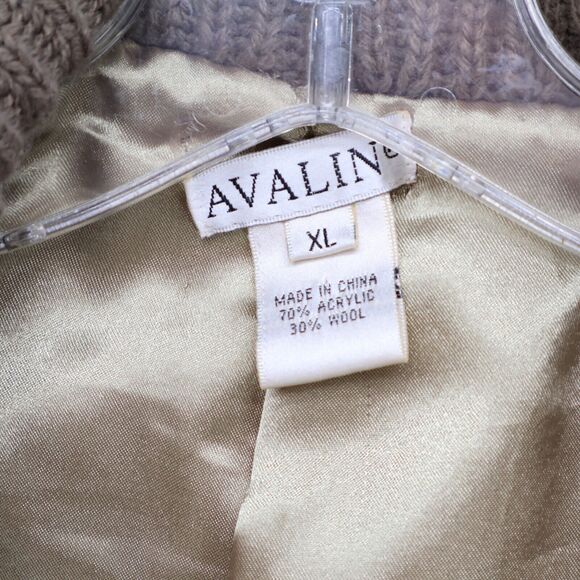 AVALIN
XL
MADE IN CHINA
70% ACRYLIC
30% WOOL